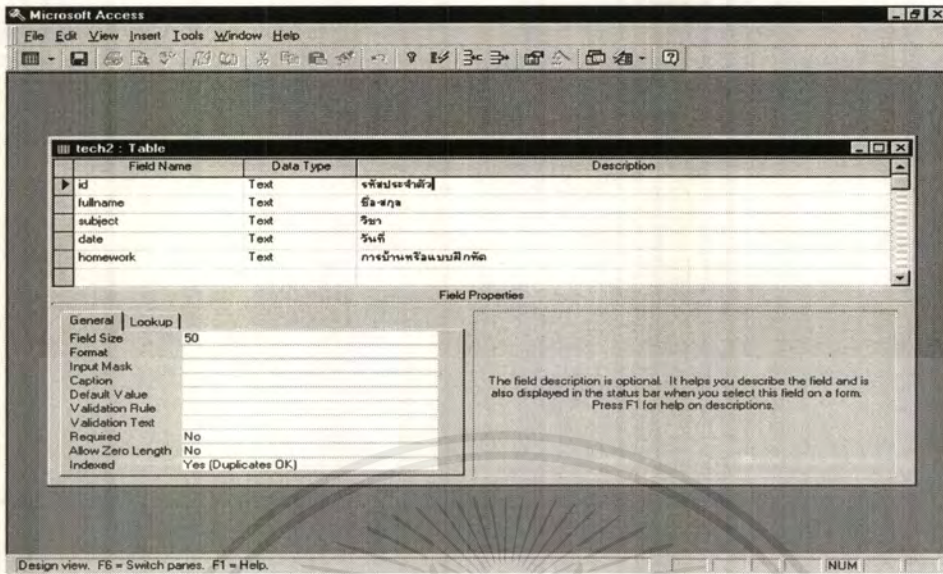 Microsoft Access
File Edit View Insert Tools Window Help
tech2 : Table
Field Name Data Type Description
id Text รหัสประจำตัว
fullname Text ชื่อ-สกุล
subject Text วิชา
date Text วันที่
homework Text การบ้านหรือแบบฝึกหัด
Field Properties
General Lookup
Field Size 50
Format
Input Mask
Caption
Default Value
Validation Rule
Validation Text
Required No
Allow Zero Length No
Indexed Yes (Duplicates OK)
The field description is optional. It helps you describe the field and is
also displayed in the status bar when you select this field on a form.
Press F1 for help on descriptions.
Design view. F6 = Switch panes. F1 = Help. NUM